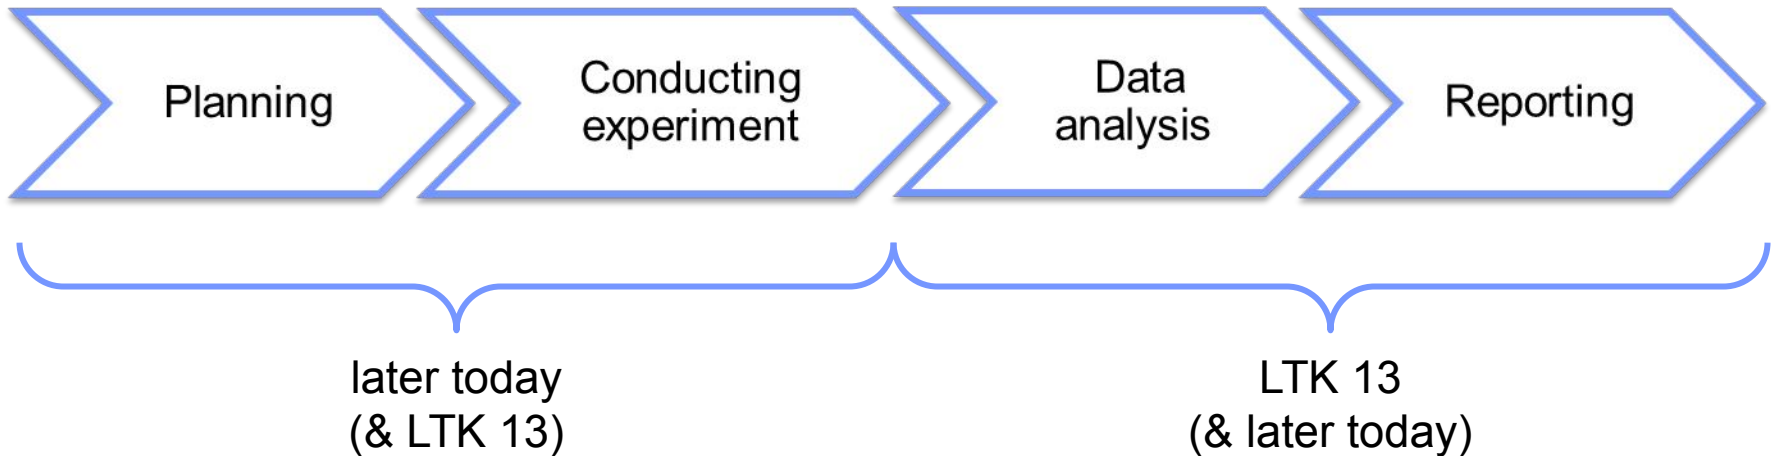 Planning
Conducting
experiment
Data
analysis
Reporting
later today
(& LTK 13)
LTK 13
(& later today)